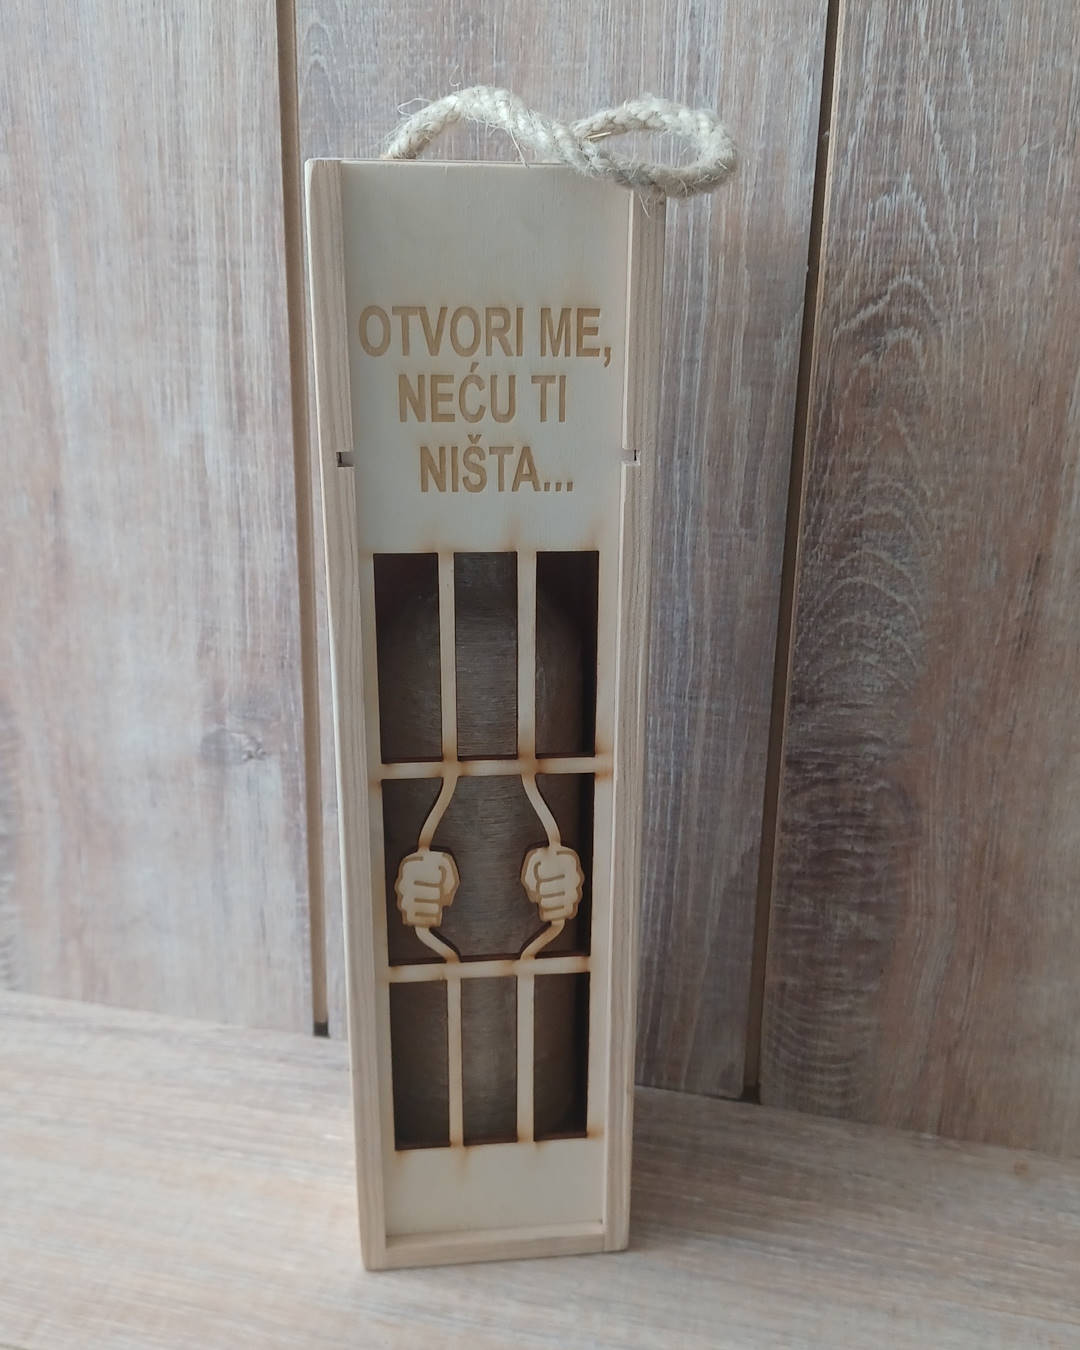 OTVORI ME,
NEĆU TI
NIŠTA...